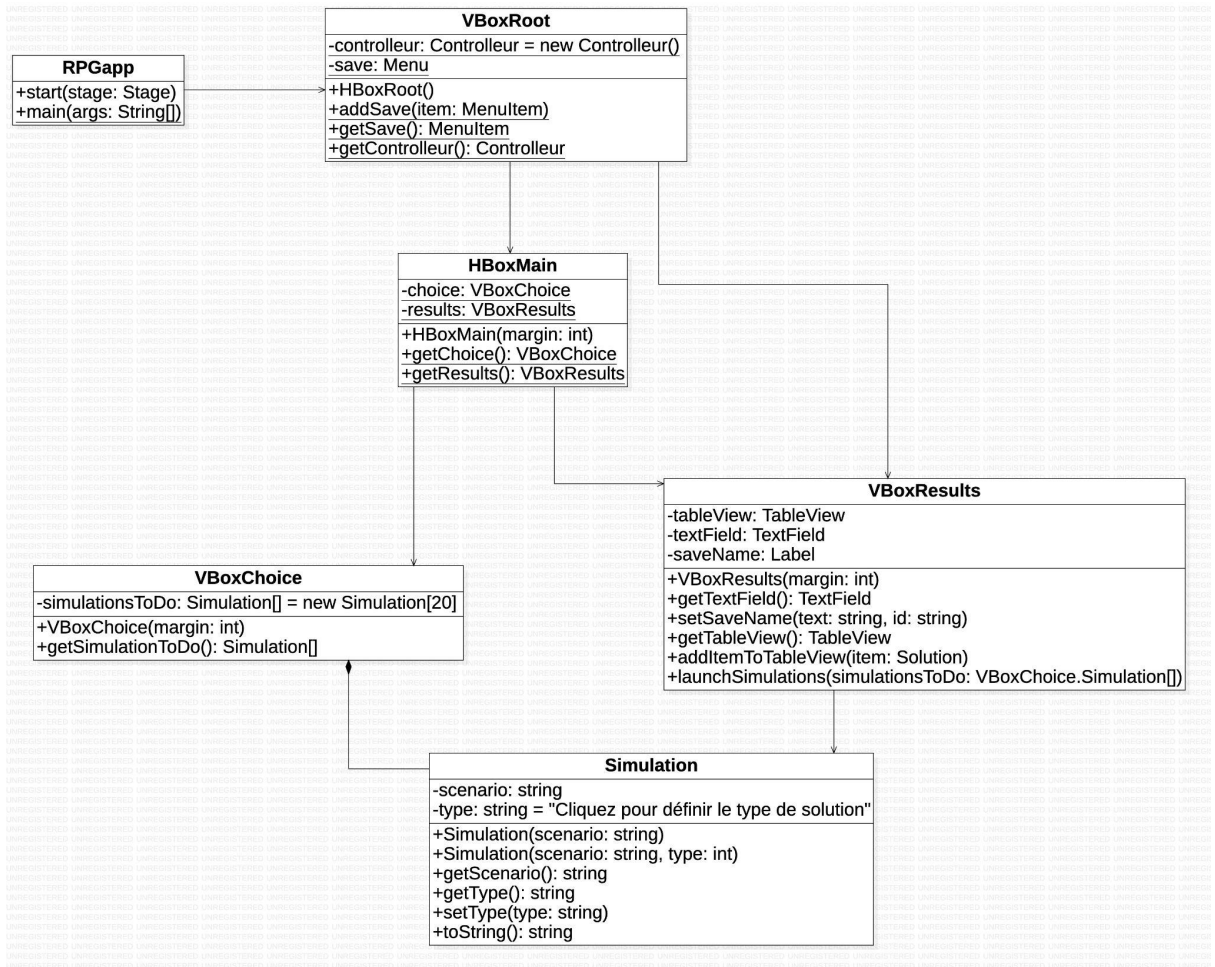 VBoxRoot
-controlleur: Controlleur = new Controlleur()
-save: Menu
+HBoxRoot()
+addSave(item: MenuItem)
+getSave(): MenuItem
+getControlleur(): Controlleur
RPGapp
+start(stage: Stage)
+main(args: String[])
HBoxMain
-choice: VBoxChoice
-results: VBoxResults
+HBoxMain(margin: int)
+getChoice(): VBoxChoice
+getResults(): VBoxResults
VBoxResults
-tableView: TableView
-textField: TextField
-saveName: Label
+VBoxResults(margin: int)
+getTextField(): TextField
+setSaveName(text: string, id: string)
+getTableView(): TableView
+addItemToTableView(item: Solution)
+launchSimulations(simulationsToDo: VBoxChoice.Simulation[])
VBoxChoice
-simulationsToDo: Simulation[] = new Simulation[20]
+VBoxChoice(margin: int)
+getSimulationToDo(): Simulation[]
Simulation
-scenario: string
-type: string = "Cliquez pour définir le type de solution"
+Simulation(scenario: string)
+Simulation(scenario: string, type: int)
+getScenario(): string
+getType(): string
+setType(type: string)
+toString(): string